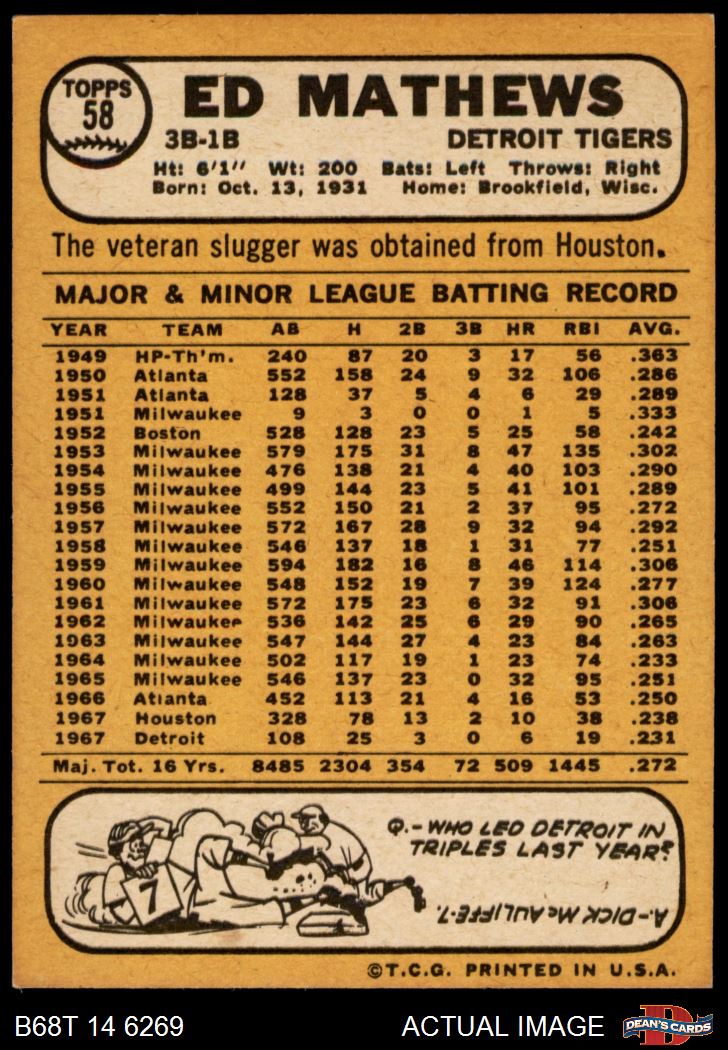 TOPPS
58
ED MATHEWS
3B-1B DETROIT TIGERS
Ht: 6'1" Wt: 200 Bats: Left Throws: Right
Born: Oct. 13, 1931 Home: Brookfield, Wisc.
The veteran slugger was obtained from Houston.
MAJOR & MINOR LEAGUE BATTING RECORD
YEAR TEAM AB H 2B 3B HR RBI AVG.
1949 HP-Th'm. 240 87 20 3 17 56 .363
1950 Atlanta 552 158 24 9 32 106 .286
1951 Atlanta 128 37 5 4 6 29 .289
1951 Milwaukee 9 3 0 0 1 5 .333
1952 Boston 528 128 23 5 25 58 .242
1953 Milwaukee 579 175 31 8 47 135 .302
1954 Milwaukee 476 138 21 4 40 103 .290
1955 Milwaukee 499 144 23 5 41 101 .289
1956 Milwaukee 552 150 21 2 37 95 .272
1957 Milwaukee 572 167 28 9 32 94 .292
1958 Milwaukee 546 137 18 1 31 77 .251
1959 Milwaukee 594 182 16 8 46 114 .306
1960 Milwaukee 548 152 19 7 39 124 .277
1961 Milwaukee 572 175 23 6 32 91 .306
1962 Milwaukee 536 142 25 6 29 90 .265
1963 Milwaukee 547 144 27 4 23 84 .263
1964 Milwaukee 502 117 19 1 23 74 .233
1965 Milwaukee 546 137 23 0 32 95 .251
1966 Atlanta 452 113 21 4 16 53 .250
1967 Houston 328 78 13 2 10 38 .238
1967 Detroit 108 25 3 0 6 19 .231
Maj. Tot. 16 Yrs. 8485 2304 354 72 509 1445 .272
Q.-WHO LED DETROIT IN
TRIPLES LAST YEAR?
7
A.-DICK McAULIFFE-7.
©T.C.G. PRINTED IN U.S.A.
B68T 14 6269 ACTUAL IMAGE
D
DEAN'S CARDS